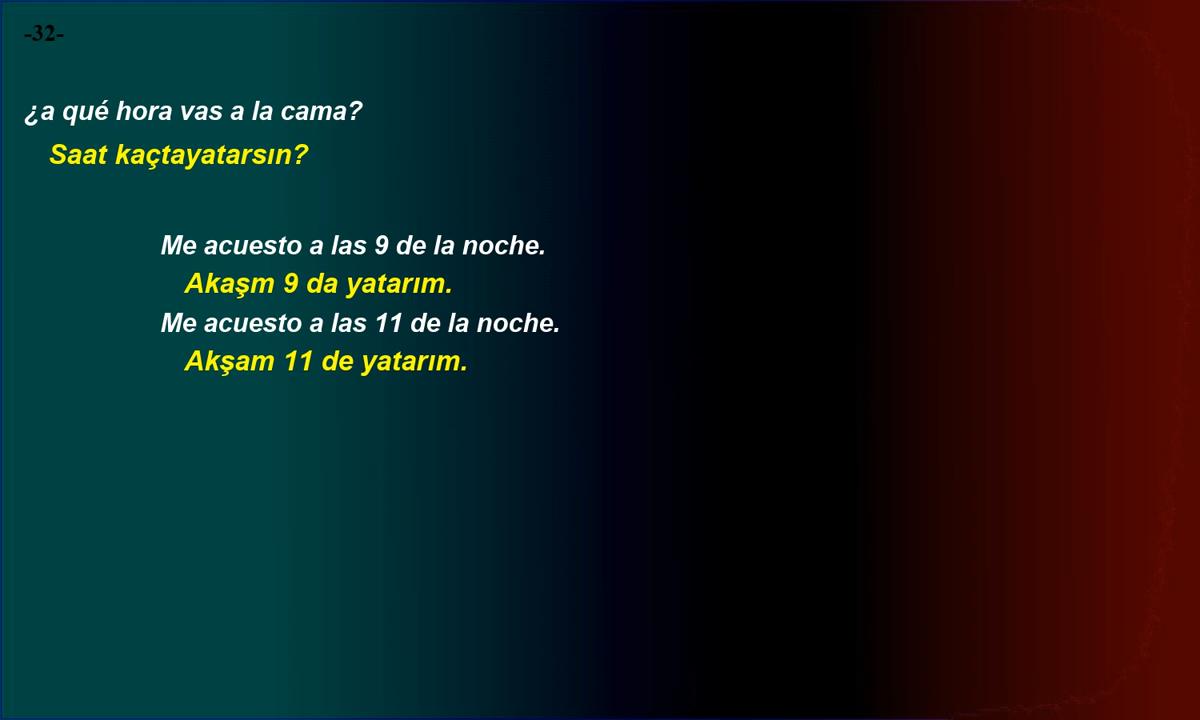 -32-
¿a qué hora vas a la cama?
Saat kaçtayatarsın?
Me acuesto a las 9 de la noche.
Akaşm 9 da yatarım.
Me acuesto a las 11 de la noche.
Akşam 11 de yatarım.